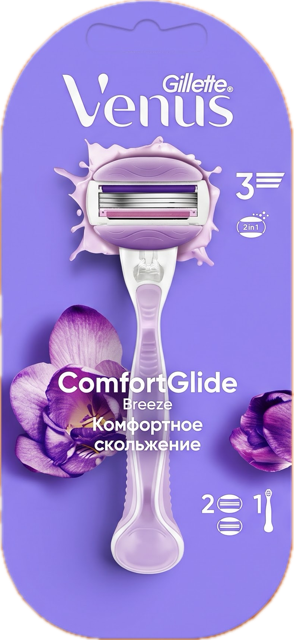 Gillette®
Venus
3
2 in 1
ComfortGlide
Breeze
Комфортное
скольжение
2 1